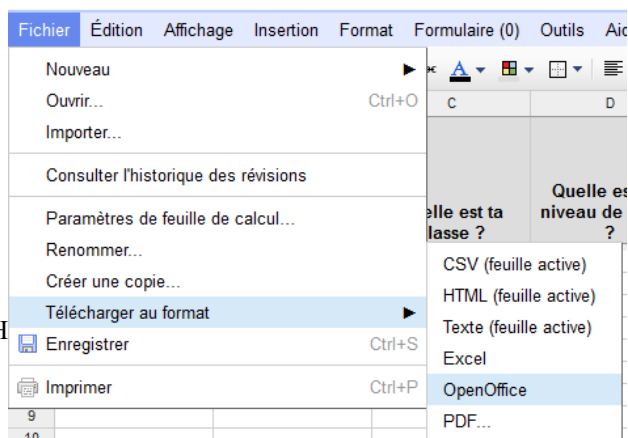 Fichier Édition Affichage Insertion Format Formulaire (0) Outils
Nouveau
Ouvrir... Ctrl+O
Importer...
Consulter l'historique des révisions
Paramètres de feuille de calcul...
Renommer...
Créer une copie...
Télécharger au format
Enregistrer Ctrl+S
Imprimer Ctrl+P
C D
elle est ta
lasse ?
Quelle es
niveau de
?
CSV (feuille active)
HTML (feuille active)
Texte (feuille active)
Excel
OpenOffice
PDF...
H
9
10